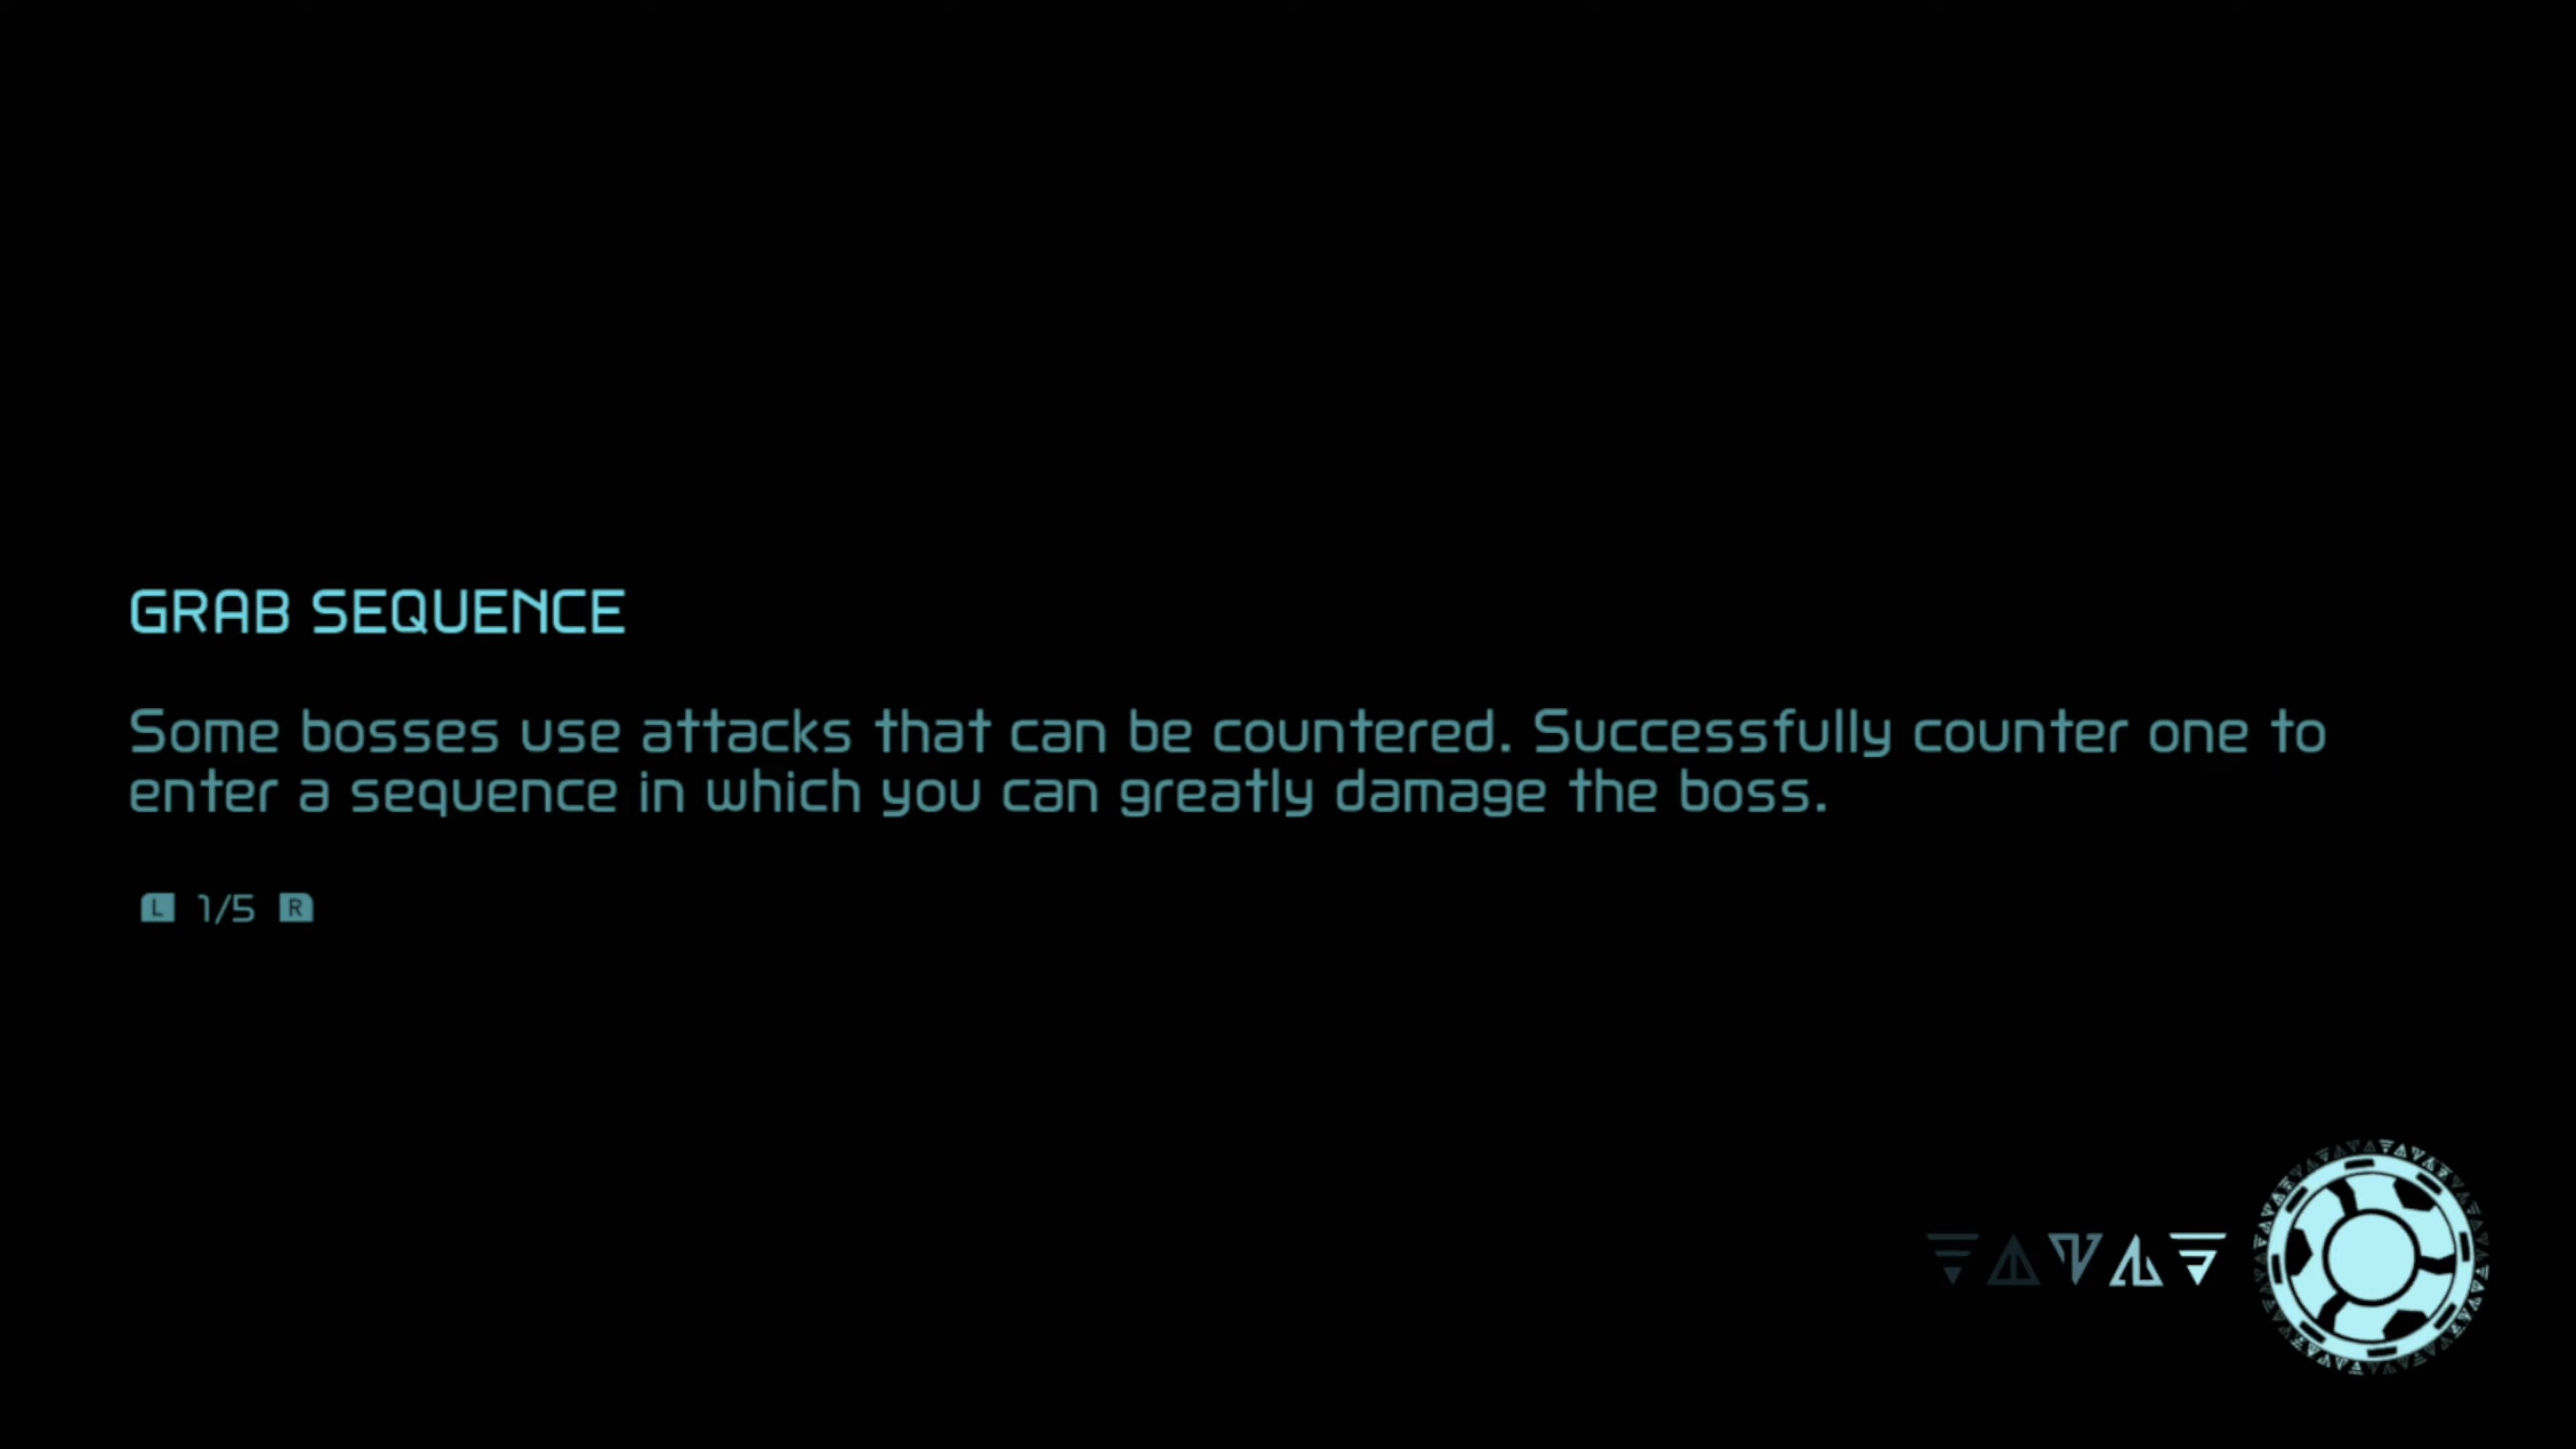 GRAB SEQUENCE
Some bosses use attacks that can be countered. Successfully counter one to
enter a sequence in which you can greatly damage the boss.
L 1/5 R